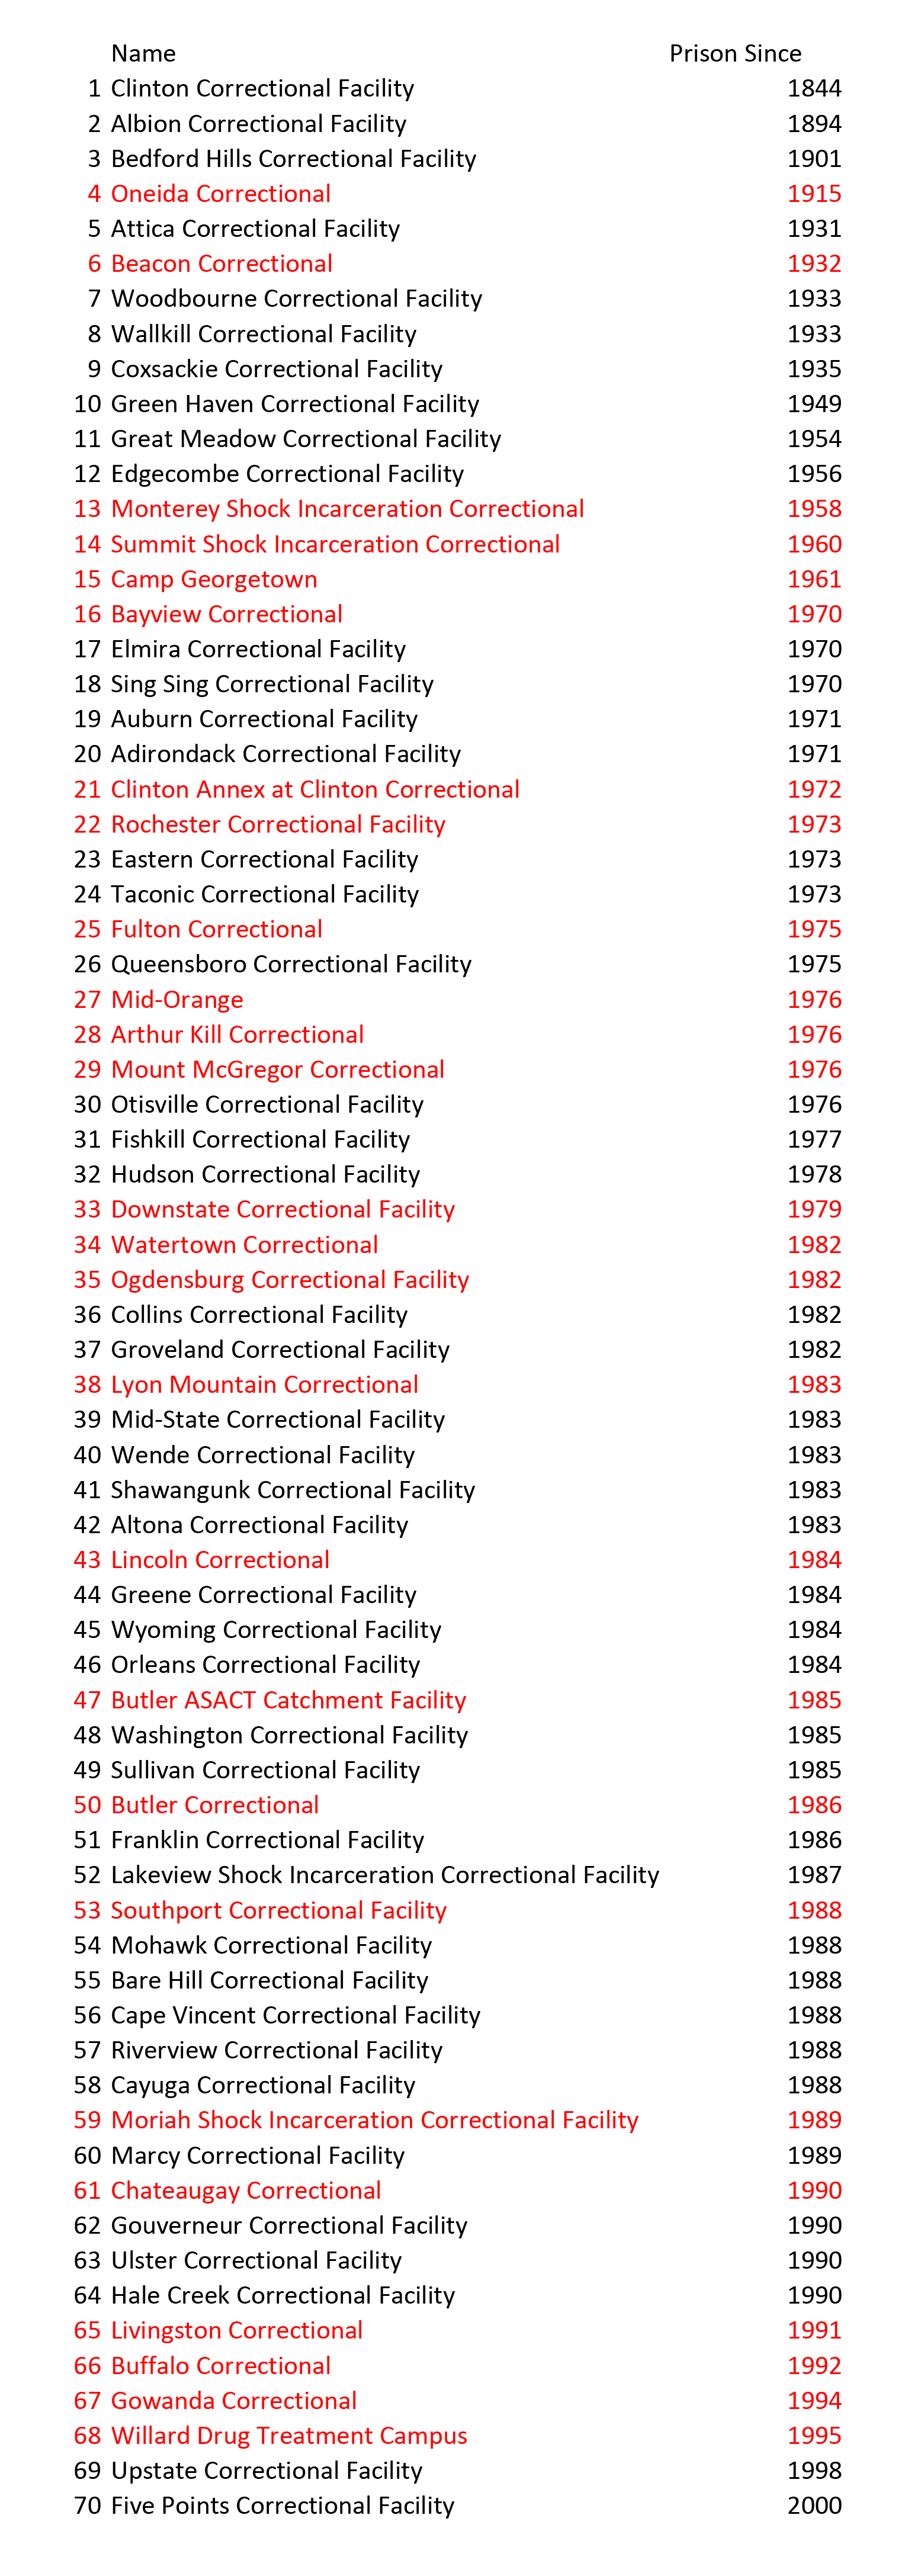 Name Prison Since
1 Clinton Correctional Facility 1844
2 Albion Correctional Facility 1894
3 Bedford Hills Correctional Facility 1901
4 Oneida Correctional 1915
5 Attica Correctional Facility 1931
6 Beacon Correctional 1932
7 Woodbourne Correctional Facility 1933
8 Wallkill Correctional Facility 1933
9 Coxsackie Correctional Facility 1935
10 Green Haven Correctional Facility 1949
11 Great Meadow Correctional Facility 1954
12 Edgecombe Correctional Facility 1956
13 Monterey Shock Incarceration Correctional 1958
14 Summit Shock Incarceration Correctional 1960
15 Camp Georgetown 1961
16 Bayview Correctional 1970
17 Elmira Correctional Facility 1970
18 Sing Sing Correctional Facility 1970
19 Auburn Correctional Facility 1971
20 Adirondack Correctional Facility 1971
21 Clinton Annex at Clinton Correctional 1972
22 Rochester Correctional Facility 1973
23 Eastern Correctional Facility 1973
24 Taconic Correctional Facility 1973
25 Fulton Correctional 1975
26 Queensboro Correctional Facility 1975
27 Mid-Orange 1976
28 Arthur Kill Correctional 1976
29 Mount McGregor Correctional 1976
30 Otisville Correctional Facility 1976
31 Fishkill Correctional Facility 1977
32 Hudson Correctional Facility 1978
33 Downstate Correctional Facility 1979
34 Watertown Correctional 1982
35 Ogdensburg Correctional Facility 1982
36 Collins Correctional Facility 1982
37 Groveland Correctional Facility 1982
38 Lyon Mountain Correctional 1983
39 Mid-State Correctional Facility 1983
40 Wende Correctional Facility 1983
41 Shawangunk Correctional Facility 1983
42 Altona Correctional Facility 1983
43 Lincoln Correctional 1984
44 Greene Correctional Facility 1984
45 Wyoming Correctional Facility 1984
46 Orleans Correctional Facility 1984
47 Butler ASACT Catchment Facility 1985
48 Washington Correctional Facility 1985
49 Sullivan Correctional Facility 1985
50 Butler Correctional 1986
51 Franklin Correctional Facility 1986
52 Lakeview Shock Incarceration Correctional Facility 1987
53 Southport Correctional Facility 1988
54 Mohawk Correctional Facility 1988
55 Bare Hill Correctional Facility 1988
56 Cape Vincent Correctional Facility 1988
57 Riverview Correctional Facility 1988
58 Cayuga Correctional Facility 1988
59 Moriah Shock Incarceration Correctional Facility 1989
60 Marcy Correctional Facility 1989
61 Chateaugay Correctional 1990
62 Gouverneur Correctional Facility 1990
63 Ulster Correctional Facility 1990
64 Hale Creek Correctional Facility 1990
65 Livingston Correctional 1991
66 Buffalo Correctional 1992
67 Gowanda Correctional 1994
68 Willard Drug Treatment Campus 1995
69 Upstate Correctional Facility 1998
70 Five Points Correctional Facility 2000